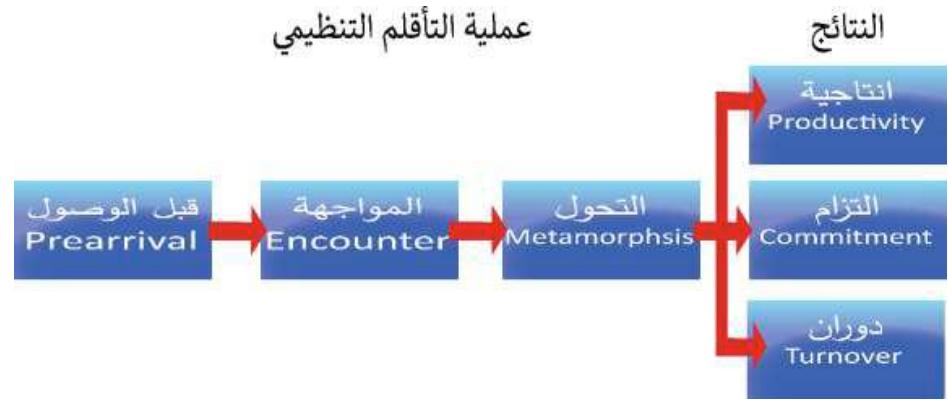 عملية التأقلم التنظيمي
النتائج
قبل الوصول
Prearrival
المواجهة
Encounter
التحول
Metamorphsis
انتاجية
Productivity
التزام
Commitment
دوران
Turnover